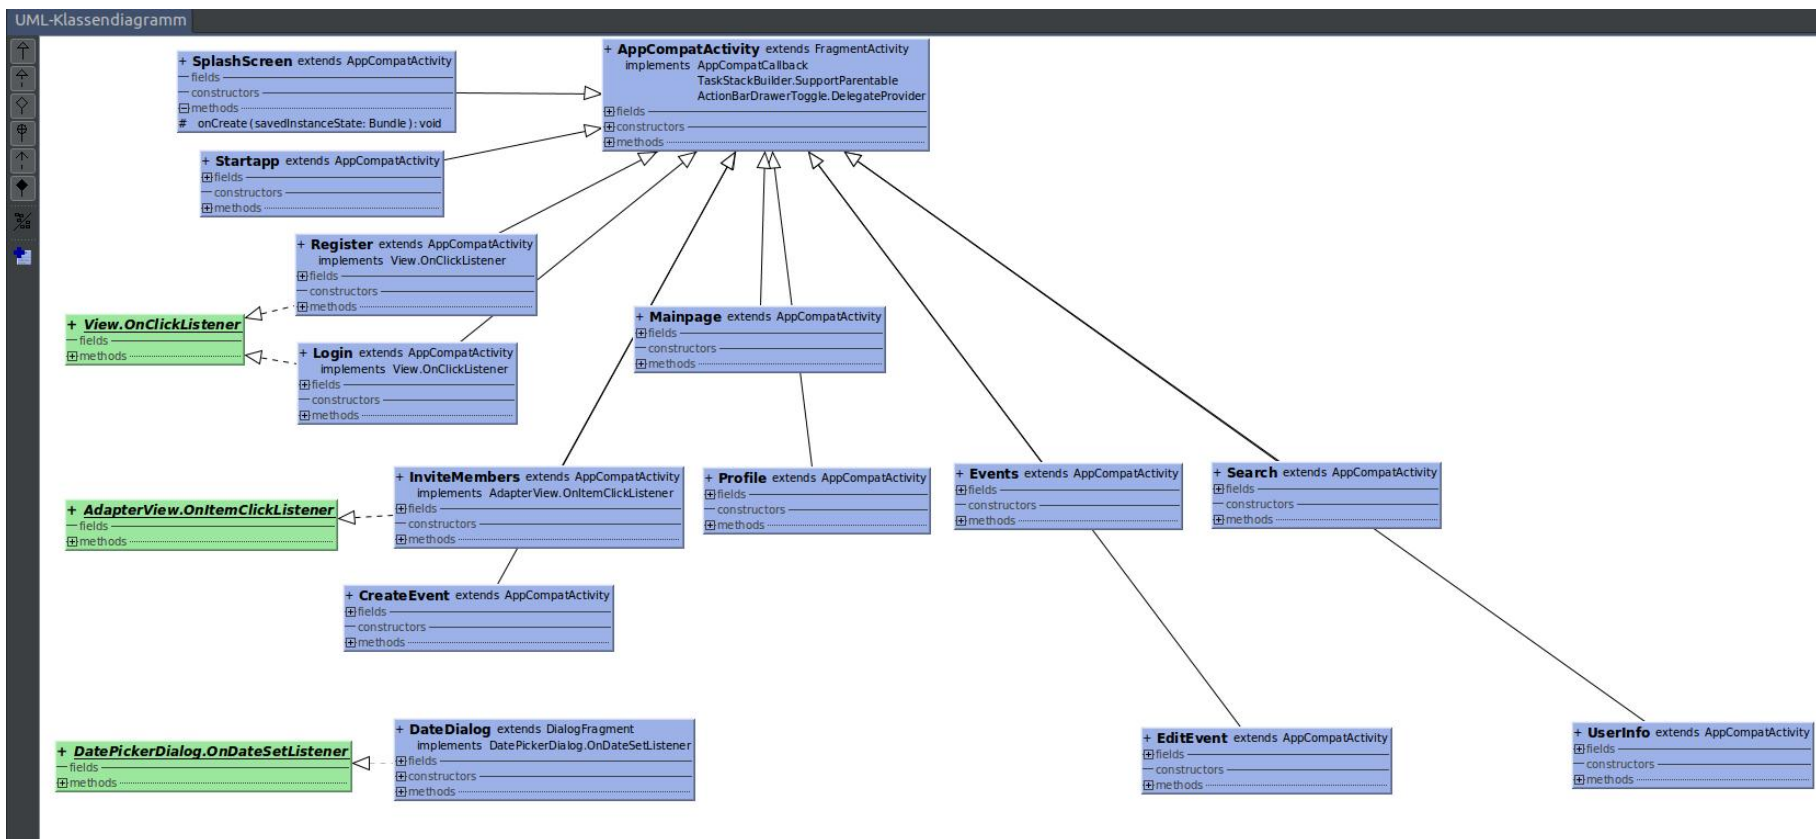 UML-Klassendiagramm
+ SplashScreen extends AppCompatActivity
fields
constructors
methods
# onCreate(savedInstanceState: Bundle): void
+ AppCompatActivity extends FragmentActivity
implements AppCompatCallback
TaskStackBuilder.SupportParentable
ActionBarDrawerToggle.DelegateProvider
fields
constructors
methods
+ Startapp extends AppCompatActivity
fields
constructors
methods
+ Register extends AppCompatActivity
implements View.OnClickListener
fields
constructors
methods
+ View.OnClickListener
fields
methods
+ Login extends AppCompatActivity
implements View.OnClickListener
fields
constructors
methods
+ Mainpage extends AppCompatActivity
fields
constructors
methods
+ InviteMembers extends AppCompatActivity
implements AdapterView.OnItemClickListener
fields
constructors
methods
+ AdapterView.OnItemClickListener
fields
methods
+ Profile extends AppCompatActivity
fields
constructors
methods
+ Events extends AppCompatActivity
fields
constructors
methods
+ Search extends AppCompatActivity
fields
constructors
methods
+ CreateEvent extends AppCompatActivity
fields
constructors
methods
+ DateDialog extends DialogFragment
implements DatePickerDialog.OnDateSetListener
fields
constructors
methods
+ DatePickerDialog.OnDateSetListener
fields
methods
+ EditEvent extends AppCompatActivity
fields
constructors
methods
+ UserInfo extends AppCompatActivity
fields
constructors
methods